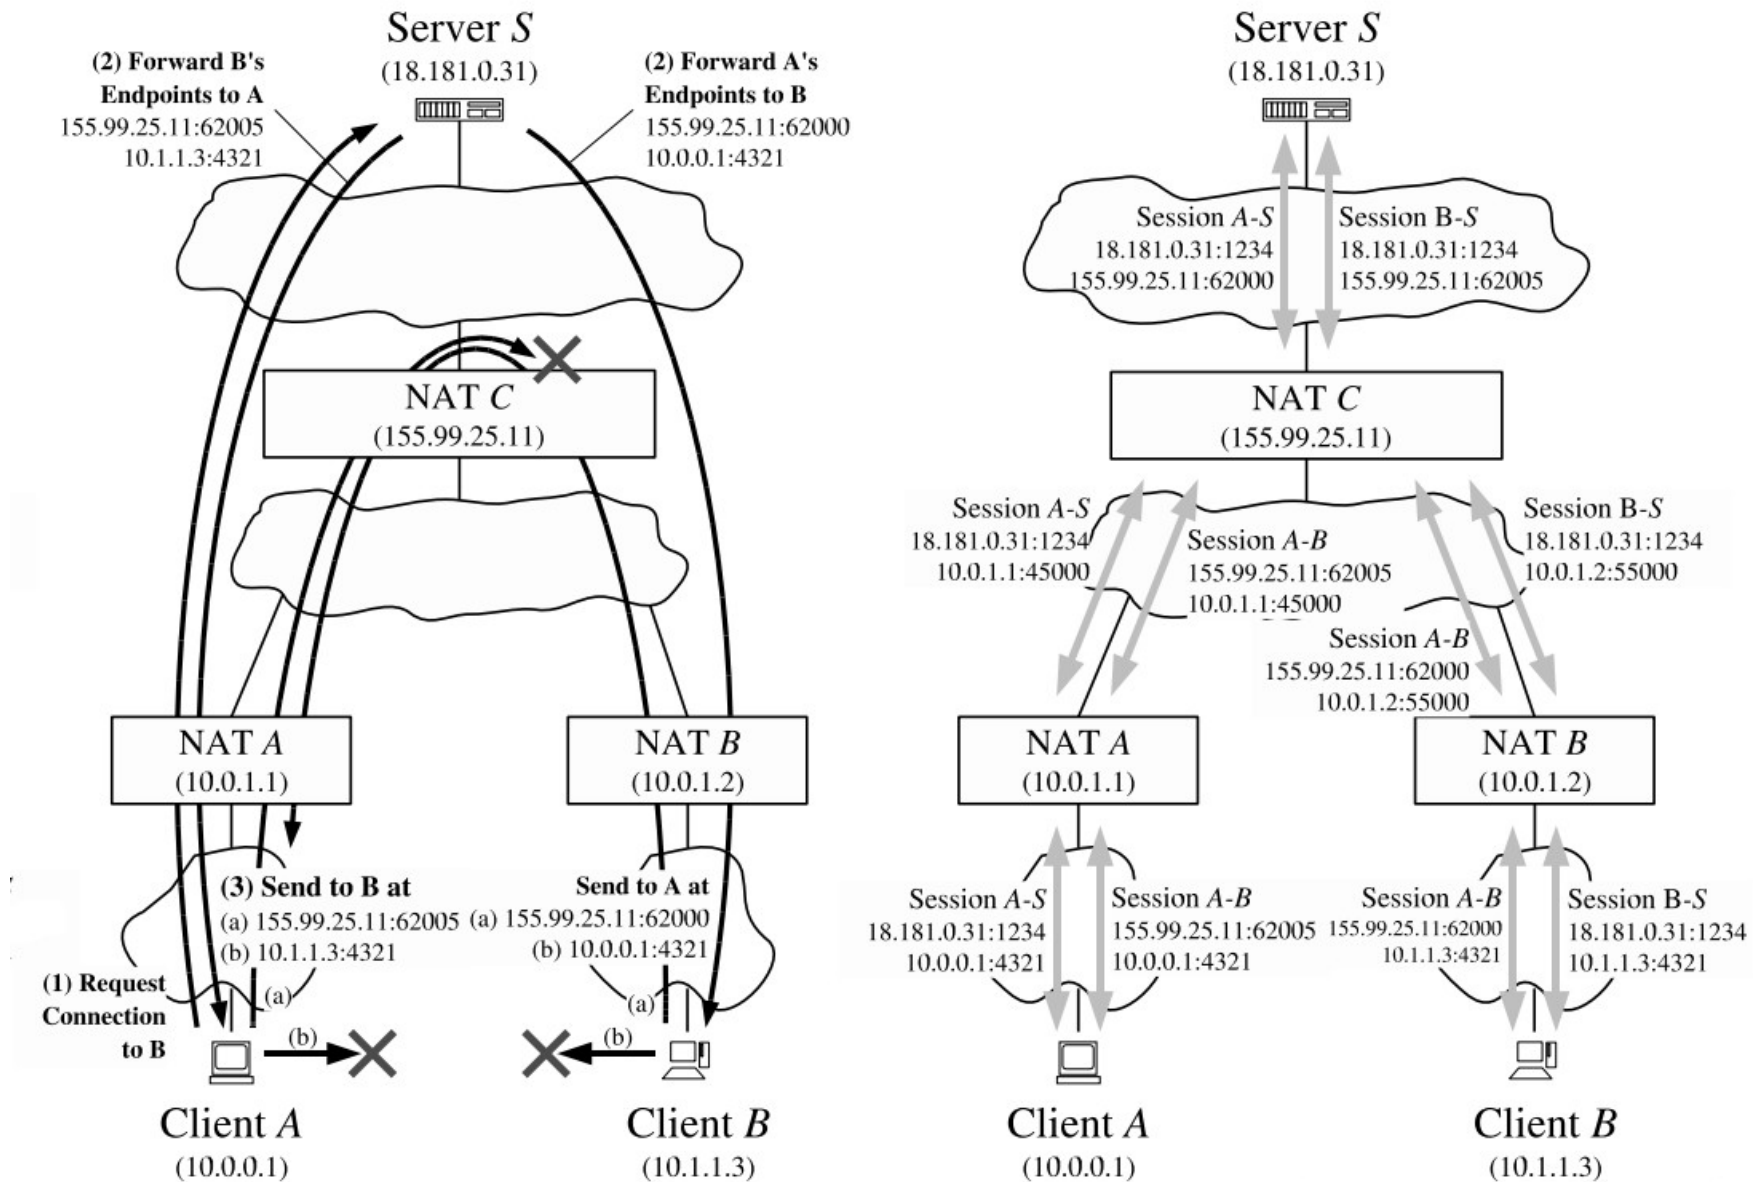 Server S
(18.181.0.31)
(2) Forward B's
Endpoints to A
155.99.25.11:62005
10.1.1.3:4321
(2) Forward A's
Endpoints to B
155.99.25.11:62000
10.0.0.1:4321
NAT C
(155.99.25.11)
NAT A
(10.0.1.1)
NAT B
(10.0.1.2)
(3) Send to B at
(a) 155.99.25.11:62005
(b) 10.1.1.3:4321
Send to A at
(a) 155.99.25.11:62000
(b) 10.0.0.1:4321
(1) Request
Connection
to B
(a)
(b)
(a)
(b)
Client A
(10.0.0.1)
Client B
(10.1.1.3)
Server S
(18.181.0.31)
Session A-S
18.181.0.31:1234
155.99.25.11:62000
Session B-S
18.181.0.31:1234
155.99.25.11:62005
NAT C
(155.99.25.11)
Session A-S
18.181.0.31:1234
10.0.1.1:45000
Session A-B
155.99.25.11:62005
10.0.1.1:45000
Session B-S
18.181.0.31:1234
10.0.1.2:55000
Session A-B
155.99.25.11:62000
10.0.1.2:55000
NAT A
(10.0.1.1)
NAT B
(10.0.1.2)
Session A-S
18.181.0.31:1234
10.0.0.1:4321
Session A-B
155.99.25.11:62005
10.0.0.1:4321
Session A-B
155.99.25.11:62000
10.1.1.3:4321
Session B-S
18.181.0.31:1234
10.1.1.3:4321
Client A
(10.0.0.1)
Client B
(10.1.1.3)